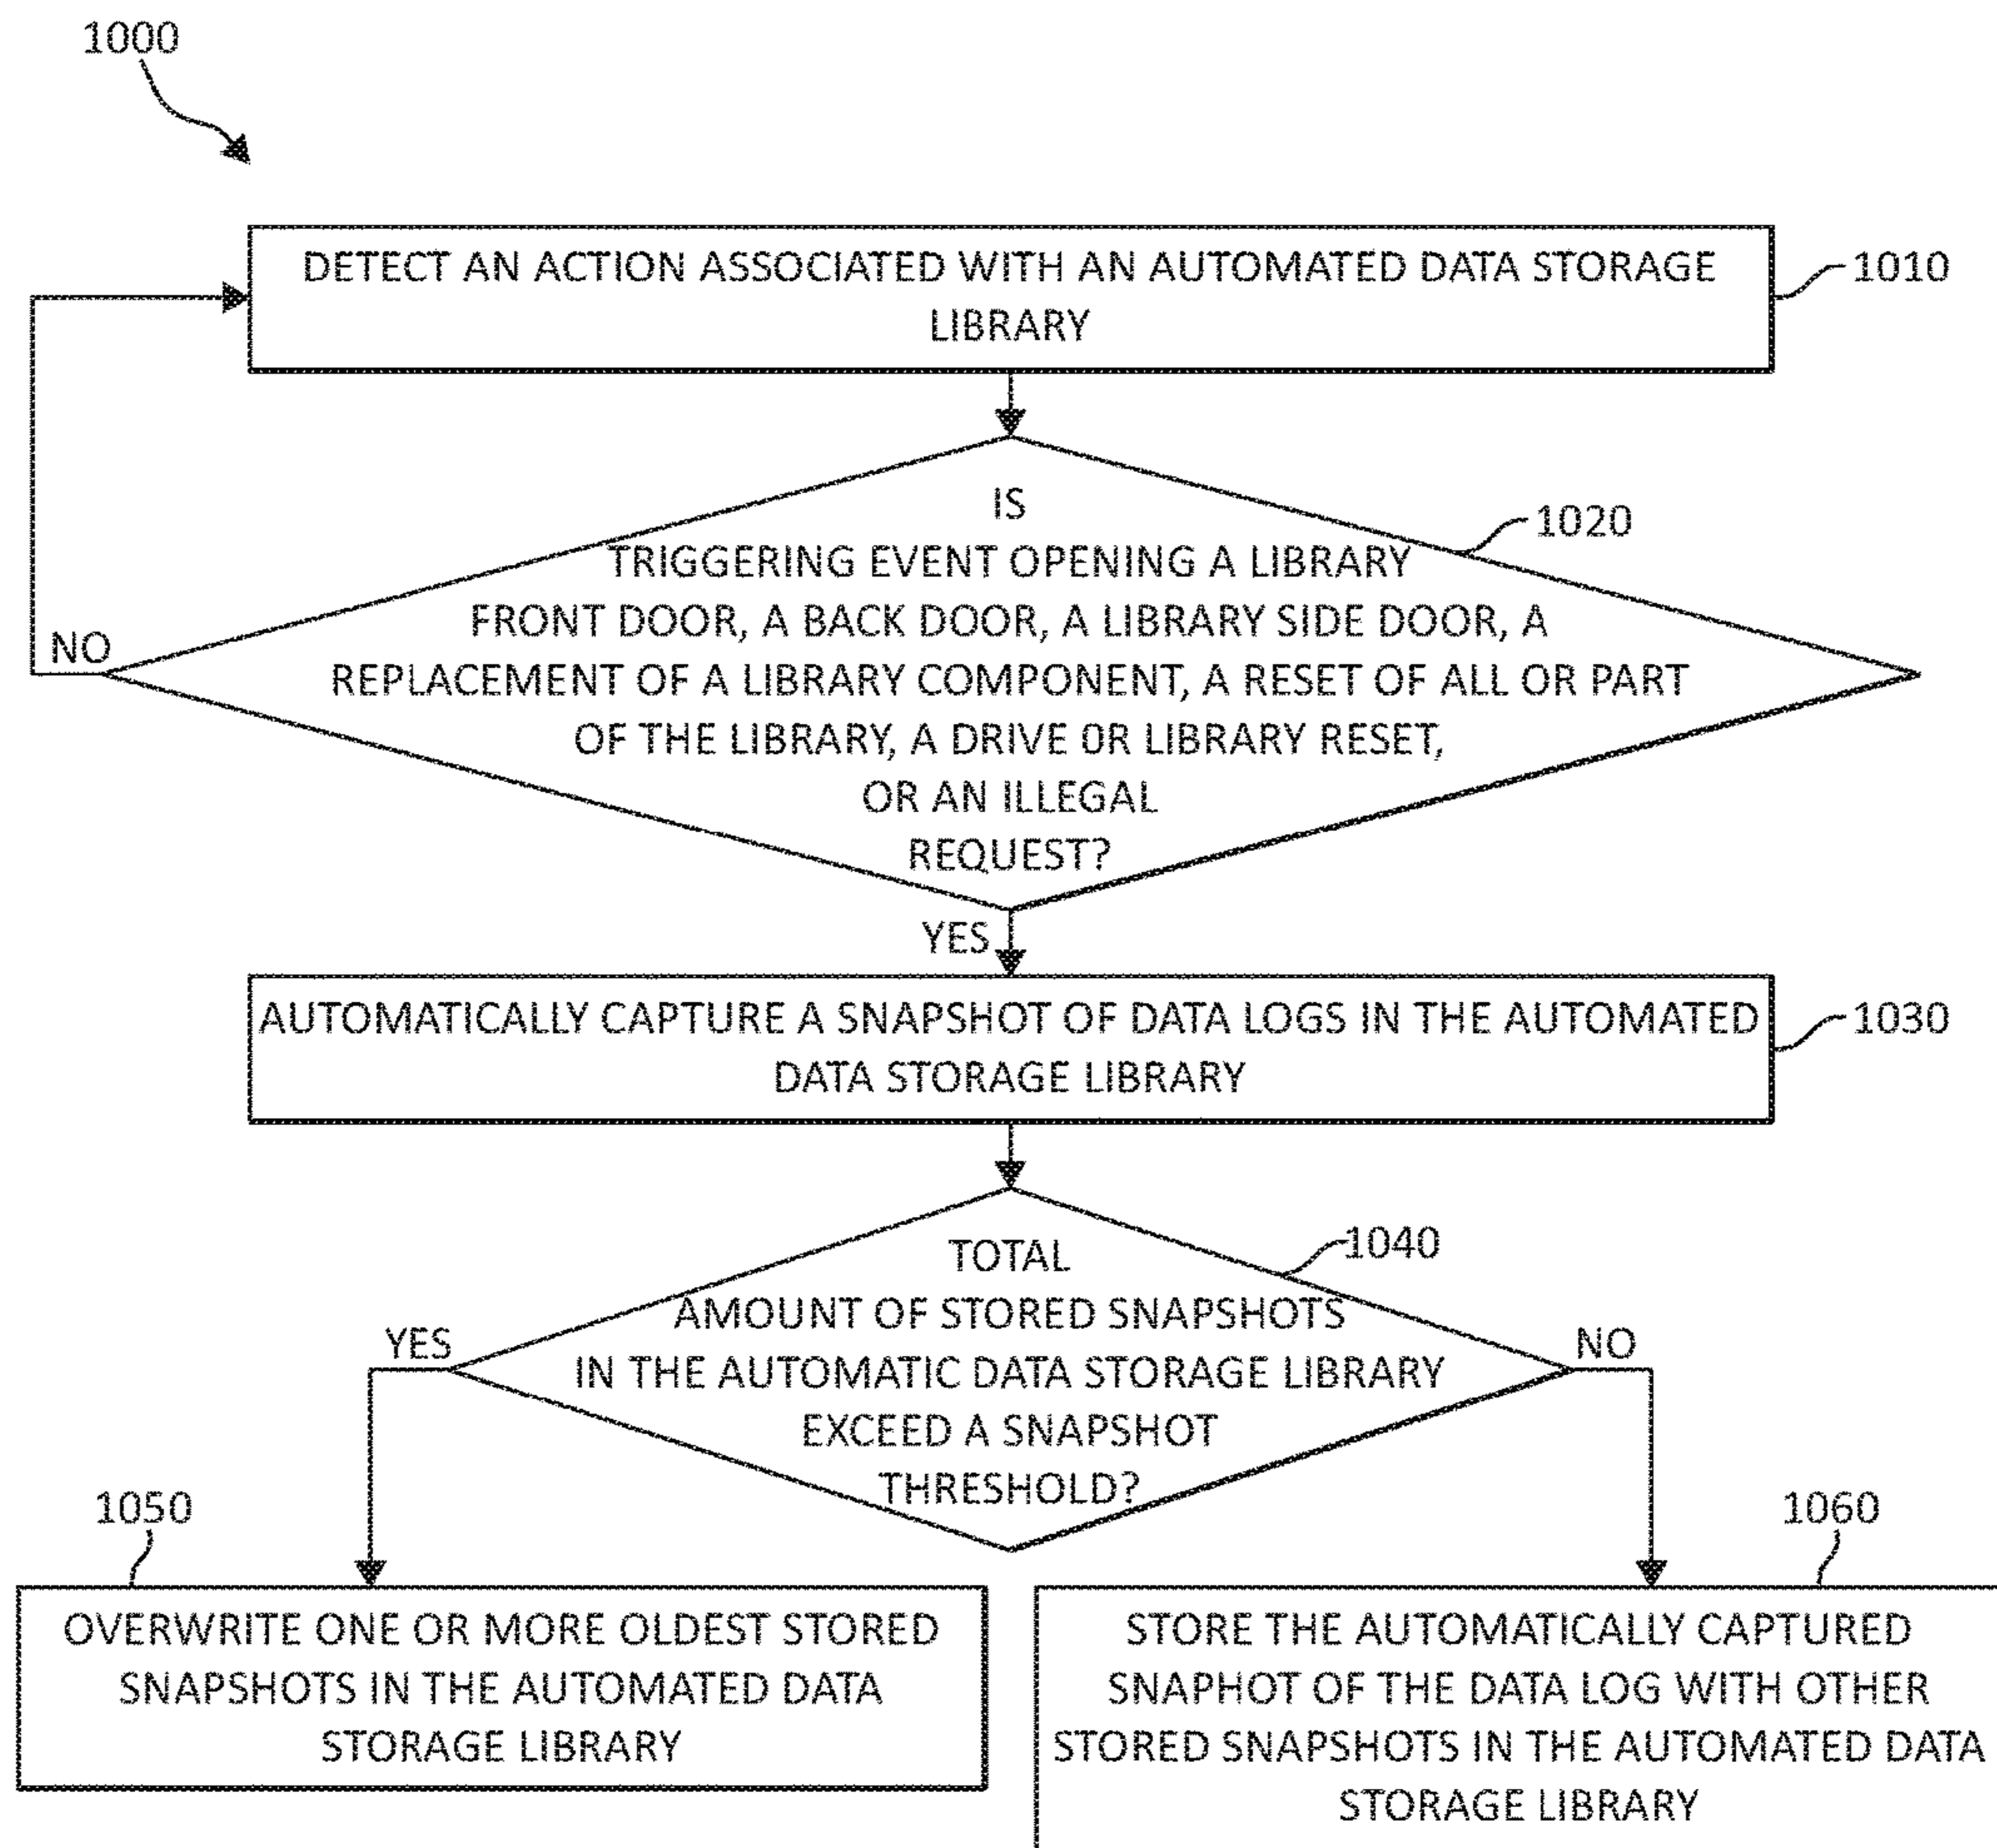 1000
DETECT AN ACTION ASSOCIATED WITH AN AUTOMATED DATA STORAGE
LIBRARY
1010
IS
TRIGGERING EVENT OPENING A LIBRARY
FRONT DOOR, A BACK DOOR, A LIBRARY SIDE DOOR, A
REPLACEMENT OF A LIBRARY COMPONENT, A RESET OF ALL OR PART
OF THE LIBRARY, A DRIVE 0R LIBRARY RESET,
OR AN ILLEGAL
REQUEST?
1020
NO
YES
AUTOMATICALLY CAPTURE A SNAPSHOT OF DATA LOGS IN THE AUTOMATED
DATA STORAGE LIBRARY
1030
TOTAL
AMOUNT OF STORED SNAPSHOTS
IN THE AUTOMATIC DATA STORAGE LIBRARY
EXCEED A SNAPSHOT
THRESHOLD?
1040
YES
NO
1050
OVERWRITE ONE OR MORE OLDEST STORED
SNAPSHOTS IN THE AUTOMATED DATA
STORAGE LIBRARY
1060
STORE THE AUTOMATICALLY CAPTURED
SNAPHOT OF THE DATA LOG WITH OTHER
STORED SNAPSHOTS IN THE AUTOMATED DATA
STORAGE LIBRARY